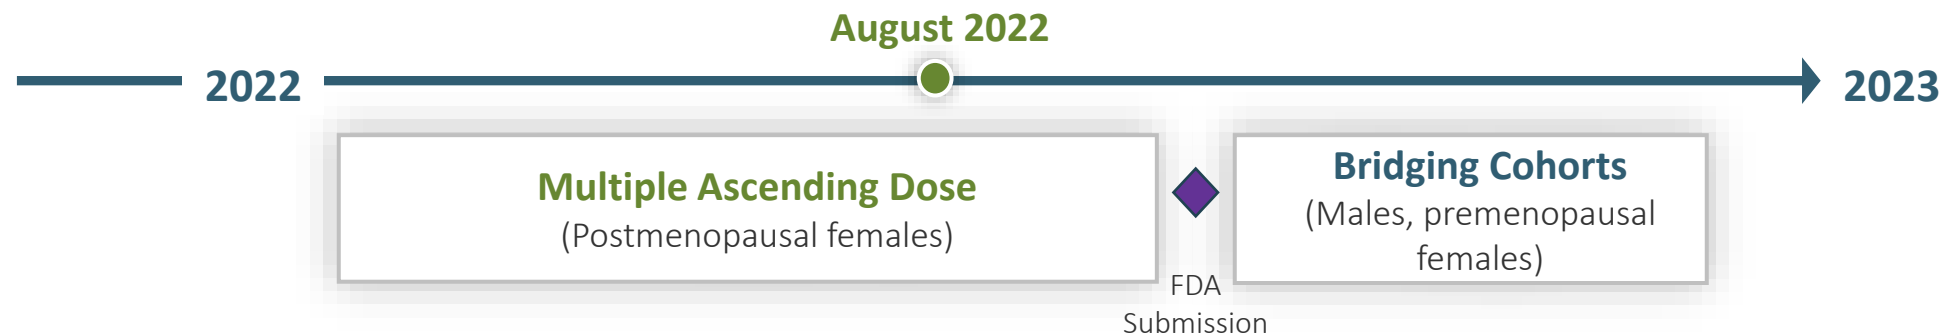 August 2022
2022
2023
Multiple Ascending Dose
(Postmenopausal females)
FDA
Submission
Bridging Cohorts
(Males, premenopausal
females)